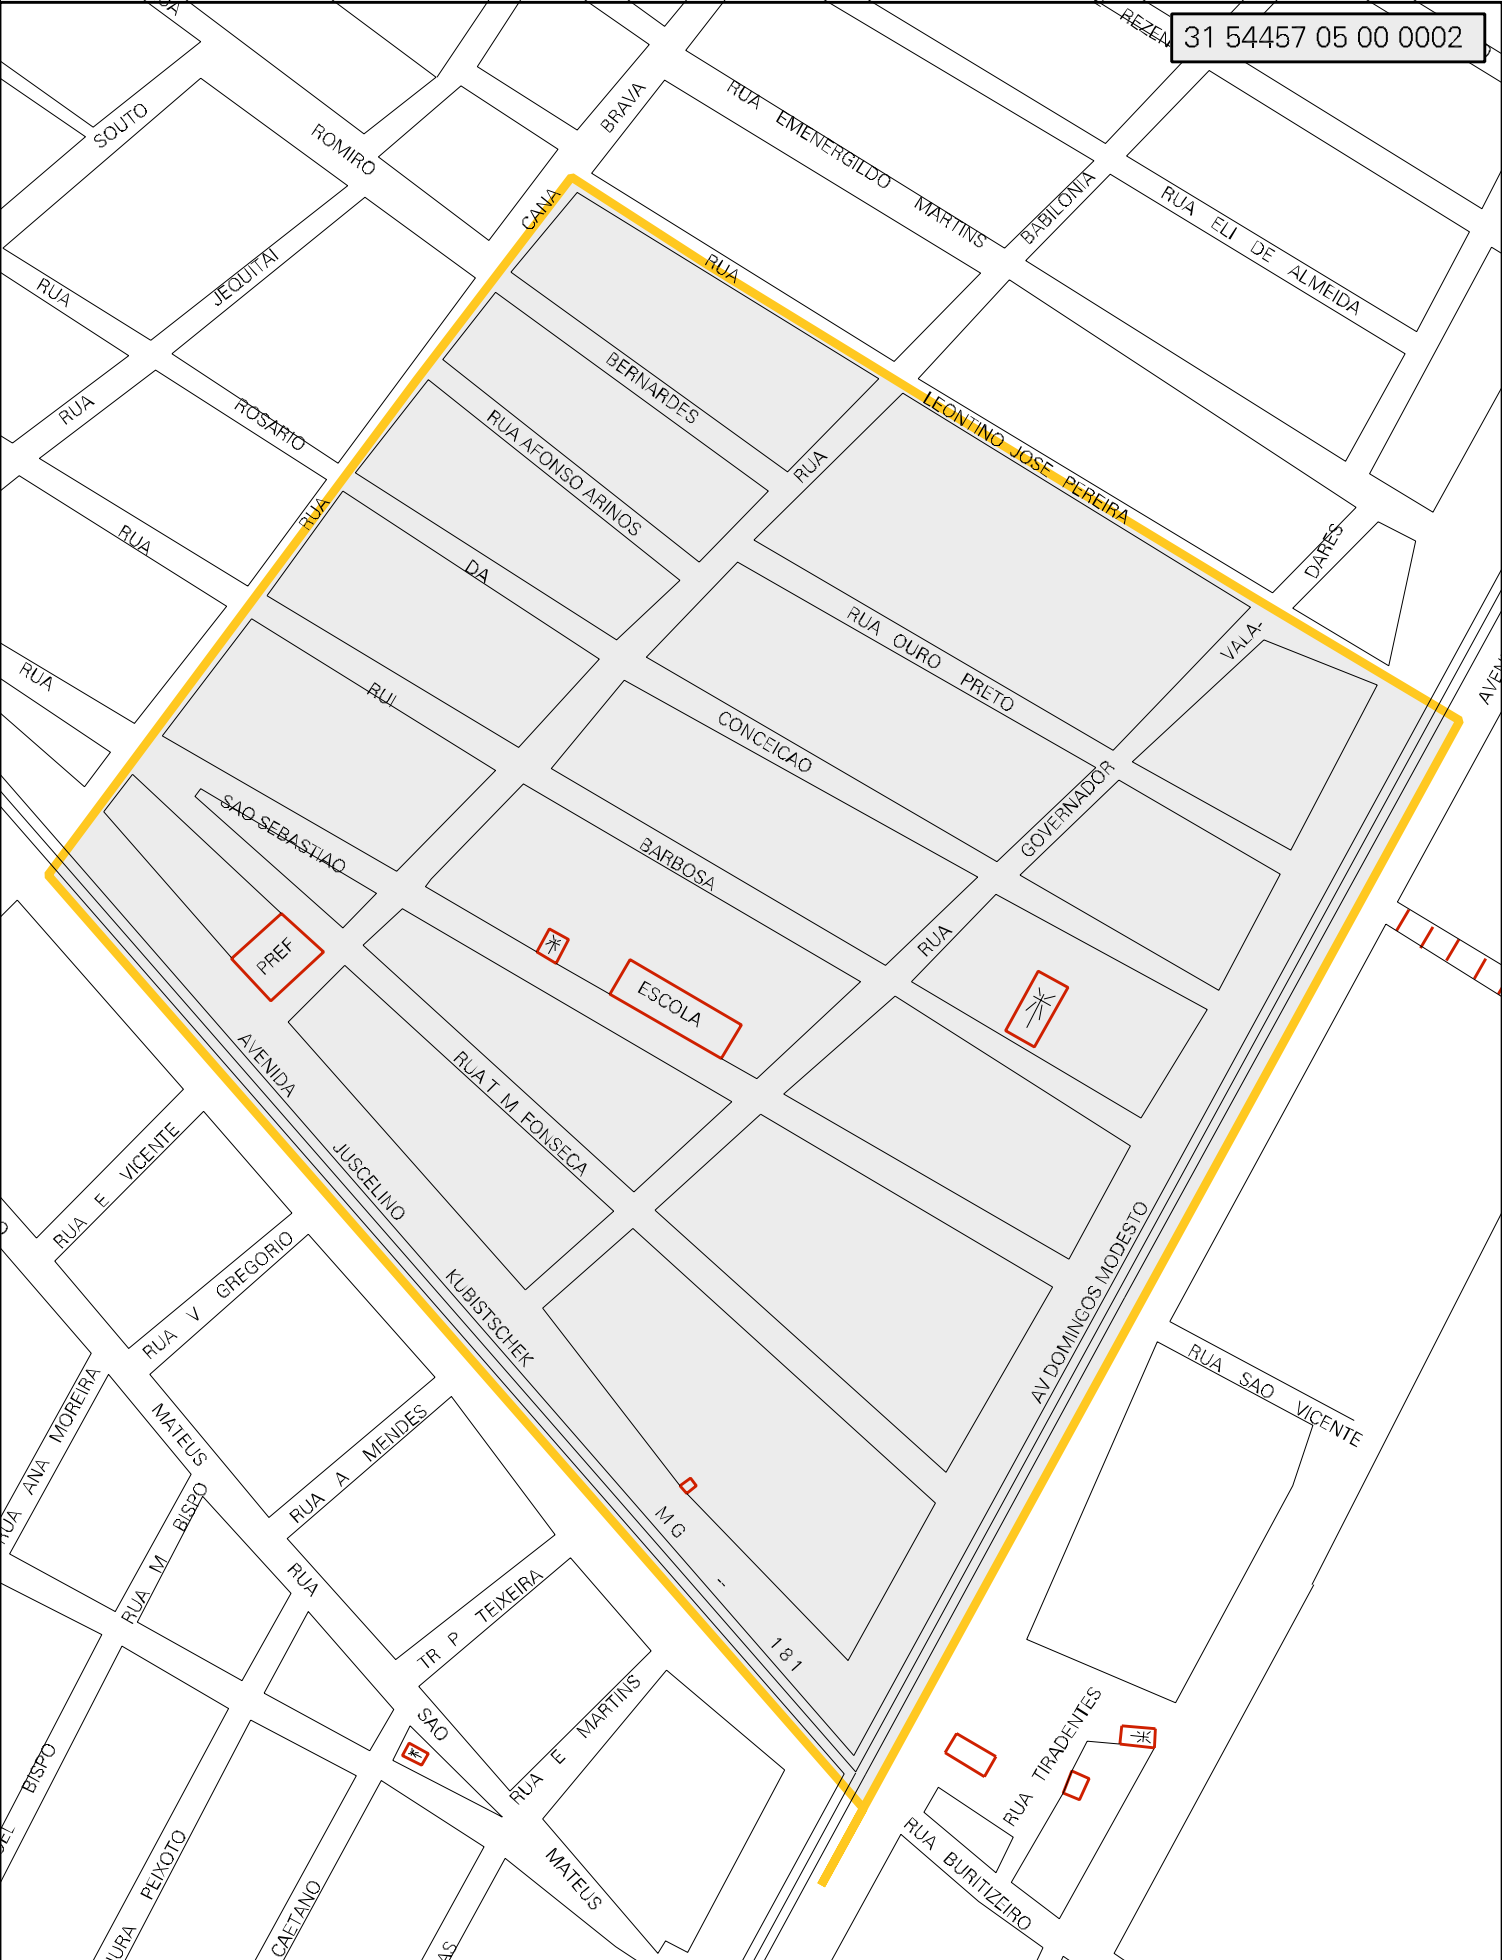 31 54457 05 00 0002
SOUTO
ROMIRO
BRAVA
CANA
RUA
EMENERGILDO
MARTINS
BABILONIA
RUA ELI DE ALMEIDA
RUA
JEQUITAI
RUA
LEONTINO JOSE PEREIRA
RUA
ROSARIO
BERNARDES
RUA AFONSO ARINOS
RUA
RUA
RUA
DA
DARES
VALA-
RUA
RUI
RUA OURO PRETO
CONCEICAO
GOVERNADOR
SAO SEBASTIAO
BARBOSA
RUA
PREF
ESCOLA
AVENIDA
JUSCELINO
KUBISTSCHEK
MG -- 181
RUA T. M. FONSECA
RUA E VICENTE
RUA V GREGORIO
AV DOMINGOS MODESTO
RUA SAO VICENTE
RUA ANA MOREIRA
MATEUS
RUA A MENDES
RUA M BISPO
RUA
TR P TEIXEIRA
SAO
RUA E MARTINS
MATEUS
RUA TIRADENTES
RUA BURITIZEIRO
BISPO
PEIXOTO
CAETANO